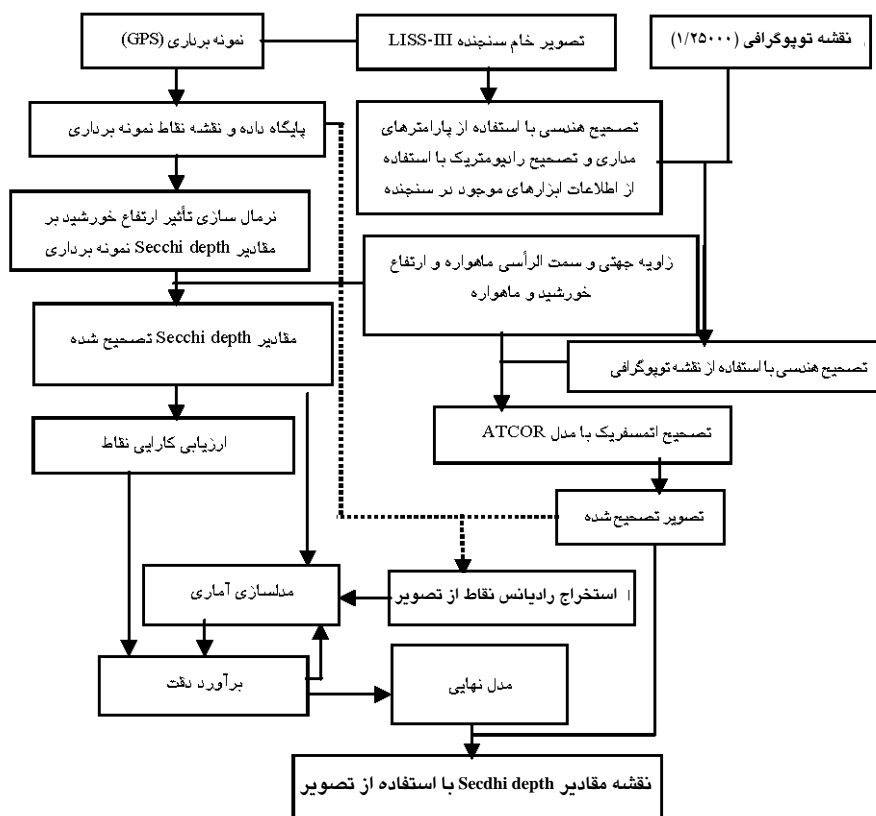 نقشه توپوگرافی (۱/۲۵۰۰۰)
تصویر خام سنجنده LISS-III
نمونه برداری (GPS)
تصحیح هندسی با استفاده از پارامترهای
مداری و تصحیح رادیومتریک با استفاده
از اطلاعات ابزارهای موجود در سنجنده
پایگاه داده و نقشه نقاط نمونه برداری
نرمال سازی تأثیر ارتفاع خورشید بر
مقادیر Secchi depth نمونه برداری
زاویه جهتی و سمت الرأسی ماهواره و ارتفاع
خورشید و ماهواره
مقادیر Secchi depth تصحیح شده
تصحیح هندسی با استفاده از نقشه توپوگرافی
تصحیح اتمسفریک با مدل ATCOR
ارزیابی کارایی نقاط
تصویر تصحیح شده
استخراج رادیانس نقاط از تصویر
مدلسازی آماری
برآورد دقت
مدل نهایی
نقشه مقادیر Secdhi depth با استفاده از تصویر